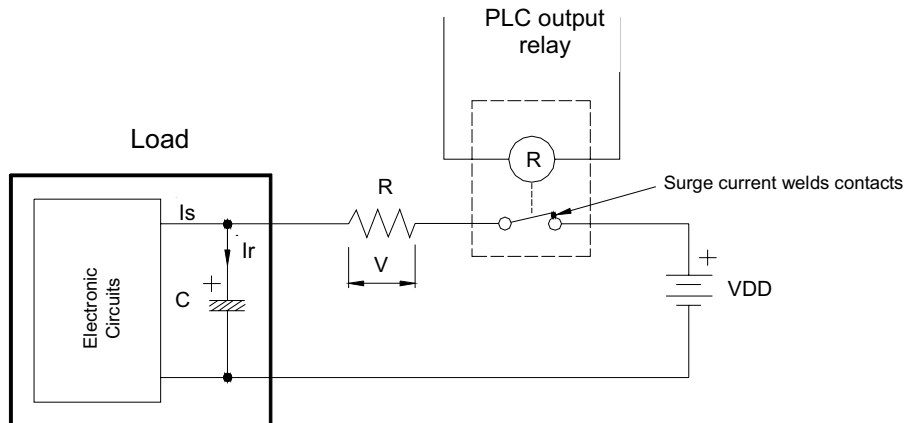 PLC output
relay
Load
R
R
Surge current welds contacts
Is
Ir
V
+
+
C
VDD
Electronic
Circuits